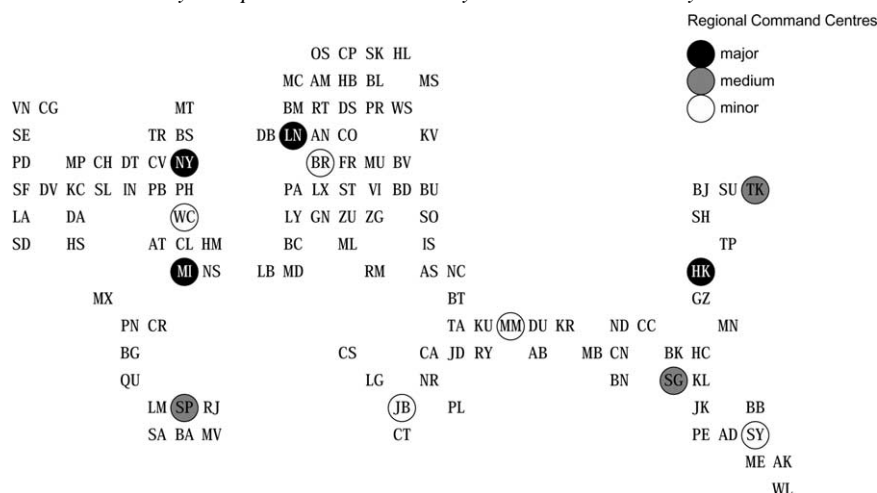 Regional Command Centres
major
medium
minor
OS CP SK HL
MC AM HB BL MS
VN CG MT BM RT DS PR WS
SE TR BS DB LN AN CO KV
PD MP CH DT CV NY BR FR MU BV
SF DV KC SL IN PB PH PA LX ST VI BD BU BJ SU TK
LA DA WC LY GN ZU ZG SO SH
SD HS AT CL HM BC ML IS TP
MI NS LB MD RM AS NC HK
MX BT GZ
PN CR TA KU MM DU KR ND CC MN
BG CS CA JD RY AB MB CN BK HC
QU LG NR BN SG KL
LM SP RJ JB PL JK BB
SA BA MV CT PE AD SY
ME AK
WL